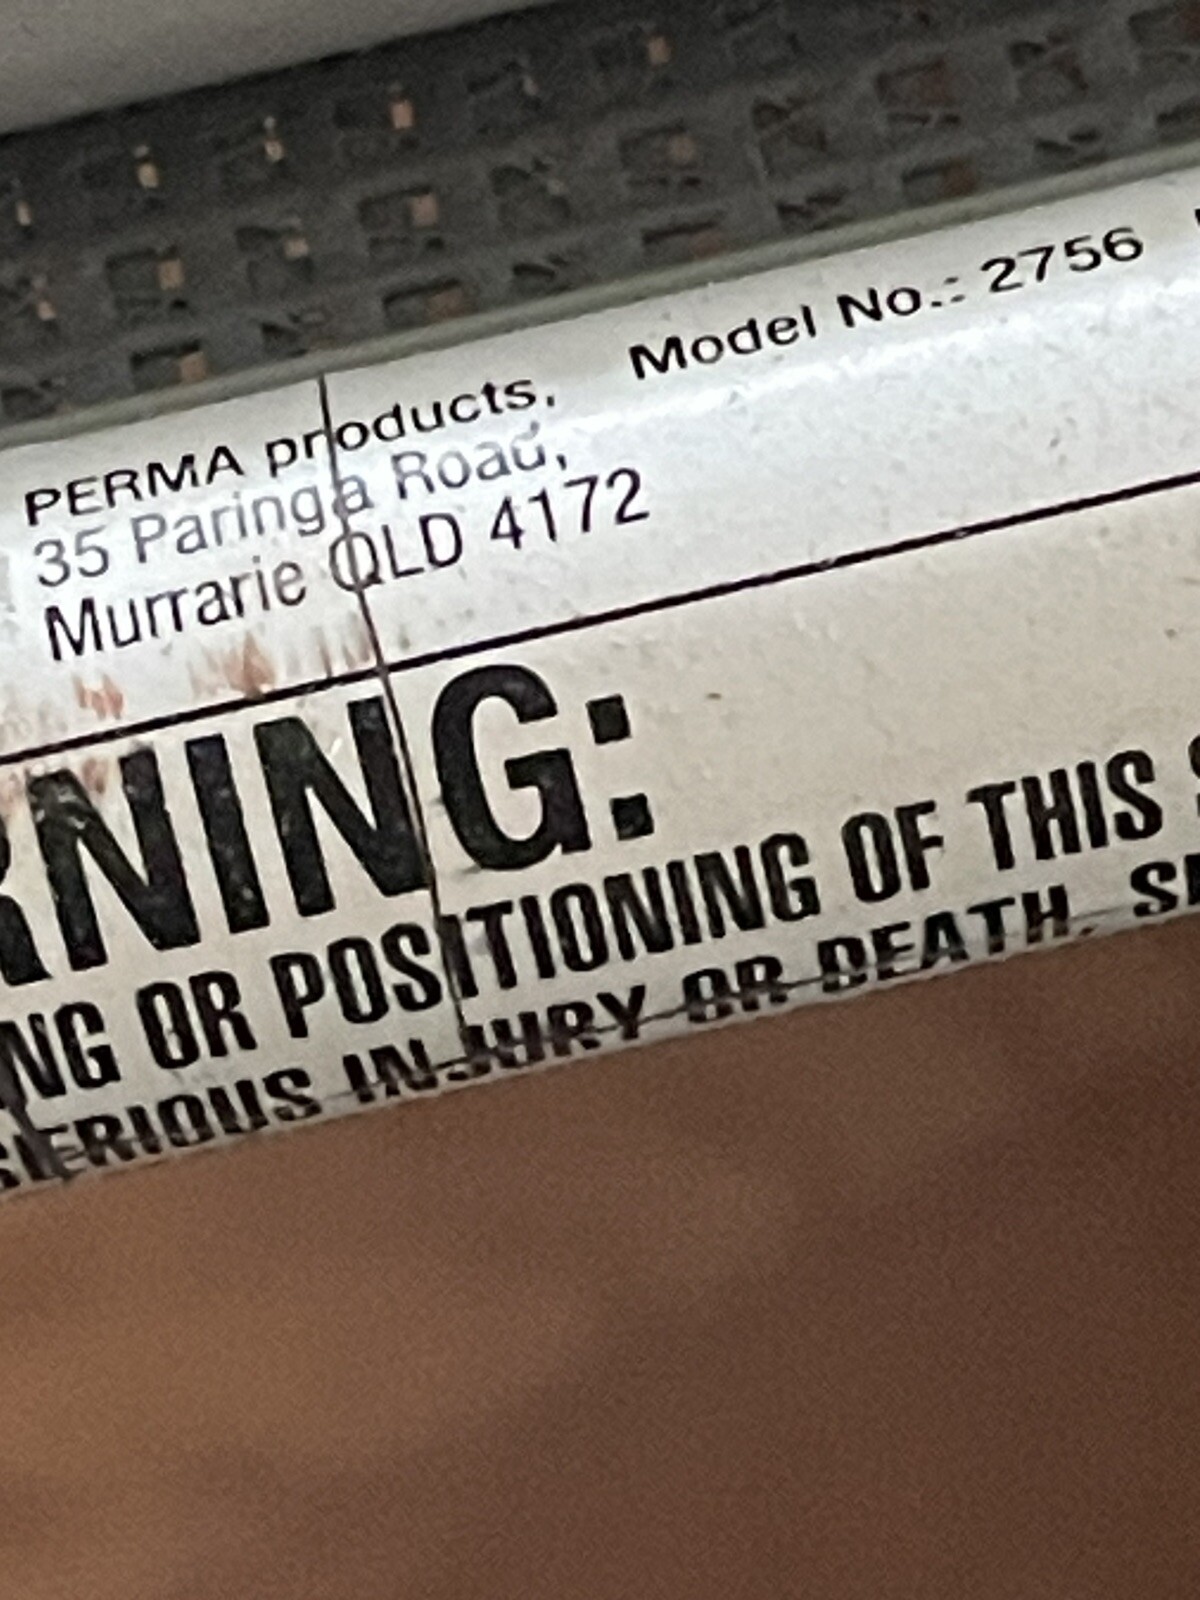 PERMA products, Model No.: 2756
35 Paringa Road,
Murrarie QLD 4172
RNING:
NG OR POSITIONING OF THIS
SERIOUS INJURY OR DEATH.